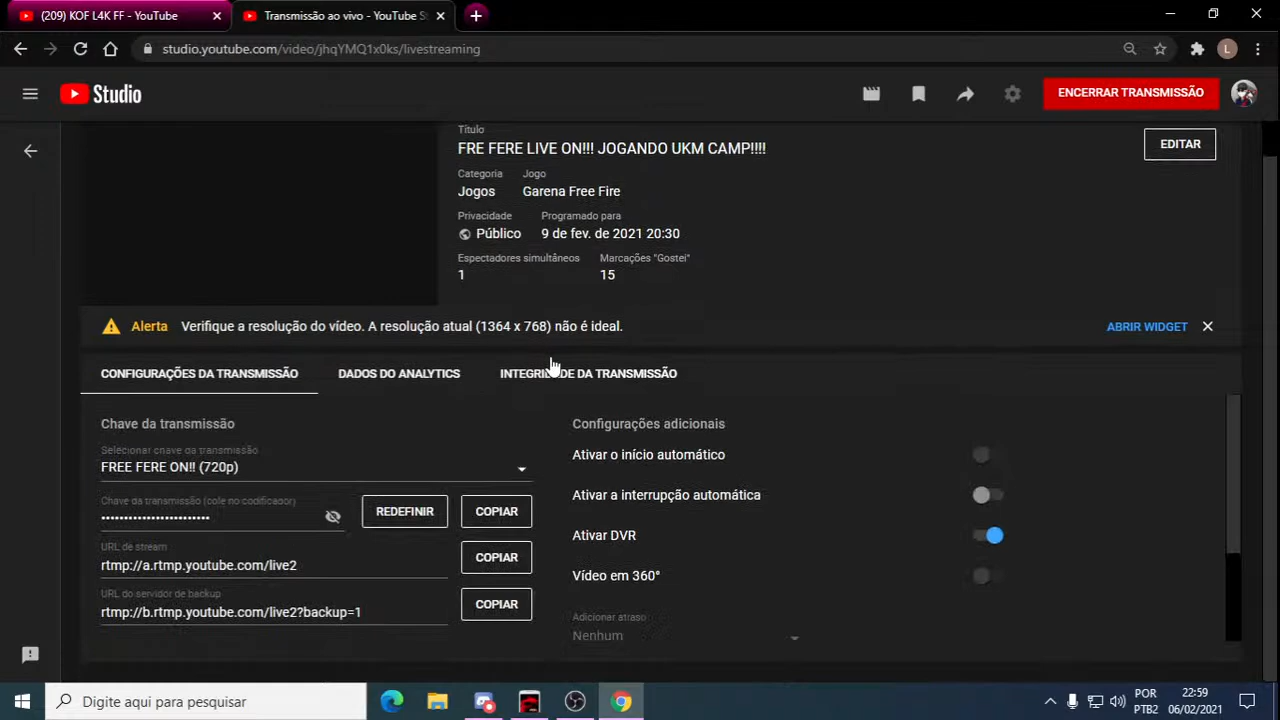 (209) KOF L4K FF - YouTube
Transmissão ao vivo - YouTube S
studio.youtube.com/video/jhqYMQ1x0ks/livestreaming
L
Studio
ENCERRAR TRANSMISSÃO
Título
FRE FERE LIVE ON!!! JOGANDO UKM CAMP!!!!
EDITAR
Categoria Jogo
Jogos Garena Free Fire
Privacidade Programado para
Público 9 de fev. de 2021 20:30
Espectadores simultâneos Marcações "Gostei"
1 15
Alerta Verifique a resolução do vídeo. A resolução atual (1364 x 768) não é ideal.
ABRIR WIDGET
CONFIGURAÇÕES DA TRANSMISSÃO DADOS DO ANALYTICS INTEGRIDADE DA TRANSMISSÃO
Chave da transmissão
Selecionar chave da transmissão
FREE FERE ON!! (720p)
Chave da transmissão (cole no codificador)
••••••••••••••••••••••••
REDEFINIR COPIAR
URL de stream
rtmp://a.rtmp.youtube.com/live2
COPIAR
URL do servidor de backup
rtmp://b.rtmp.youtube.com/live2?backup=1
COPIAR
Configurações adicionais
Ativar o início automático
Ativar a interrupção automática
Ativar DVR
Vídeo em 360°
Adicionar atraso
Nenhum
Digite aqui para pesquisar
POR
PTB2
22:59
06/02/2021